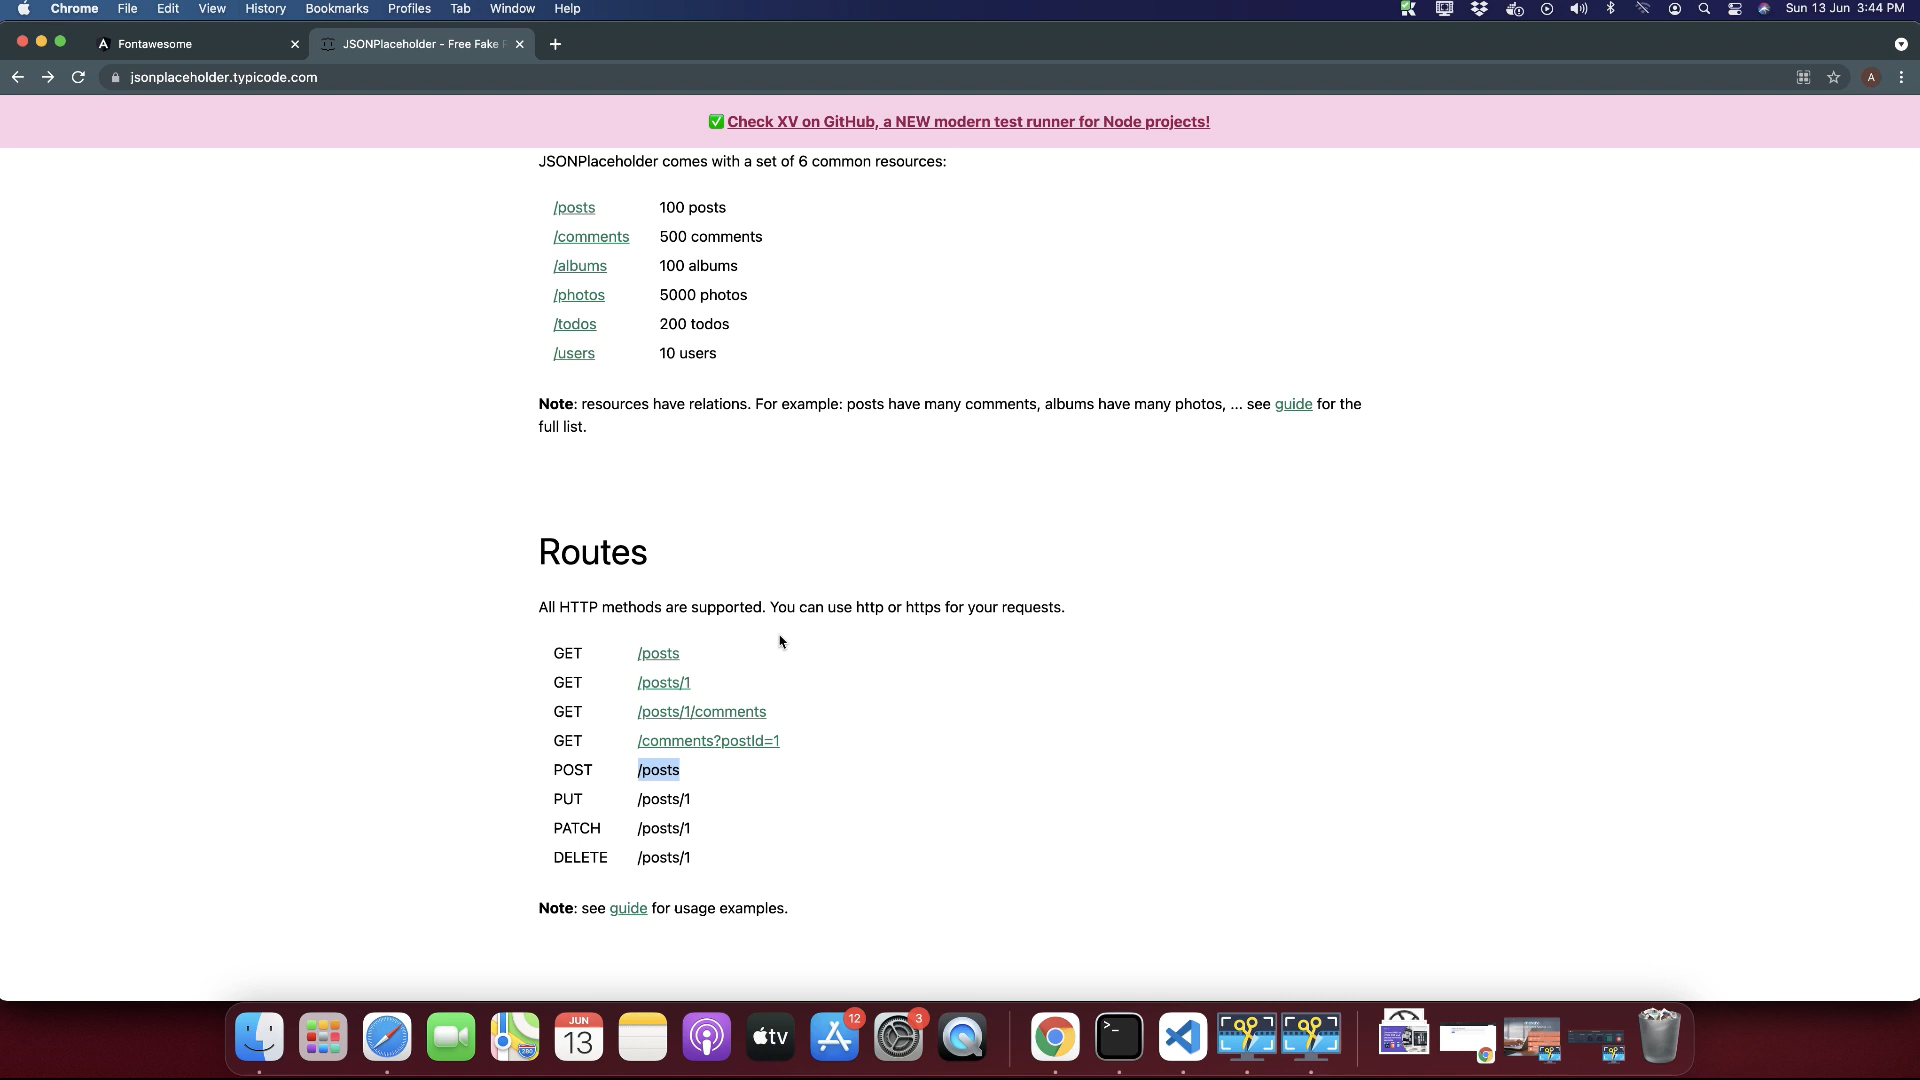 Chrome File Edit View History Bookmarks Profiles Tab Window Help Sun 13 Jun 3:44 PM
Fontawesome JSONPlaceholder - Free Fake
jsonplaceholder.typicode.com A
✅ Check XV on GitHub, a NEW modern test runner for Node projects!
JSONPlaceholder comes with a set of 6 common resources:
/posts 100 posts
/comments 500 comments
/albums 100 albums
/photos 5000 photos
/todos 200 todos
/users 10 users
Note: resources have relations. For example: posts have many comments, albums have many photos, ... see guide for the
full list.
Routes
All HTTP methods are supported. You can use http or https for your requests.
GET /posts
GET /posts/1
GET /posts/1/comments
GET /comments?postId=1
POST /posts
PUT /posts/1
PATCH /posts/1
DELETE /posts/1
Note: see guide for usage examples.
JUN 12 3
13 tv
280